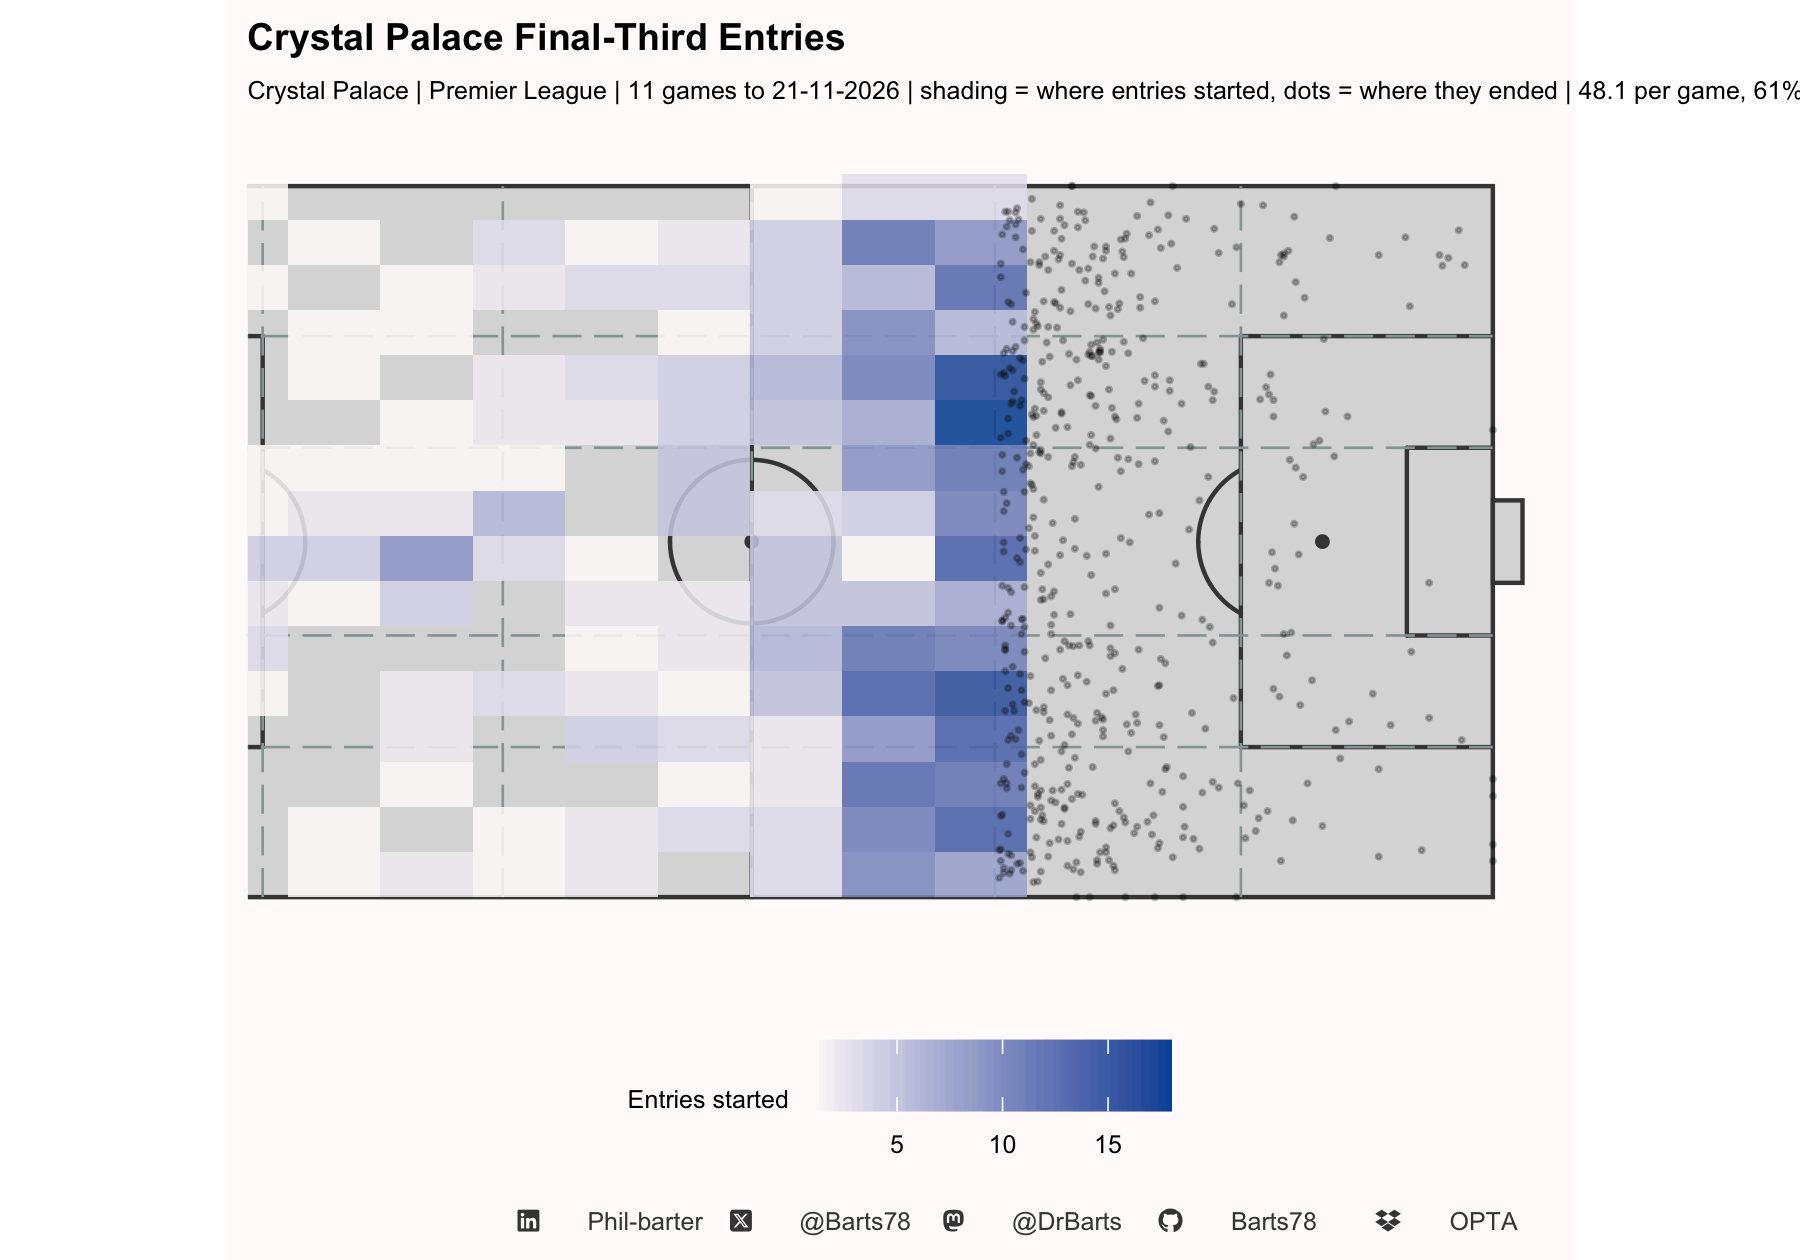 Crystal Palace Final-Third Entries
Crystal Palace | Premier League | 11 games to 21-11-2026 | shading = where entries started, dots = where they ended | 48.1 per game, 61%
Entries started
5 10 15
Phil-barter @Barts78 @DrBarts Barts78 OPTA